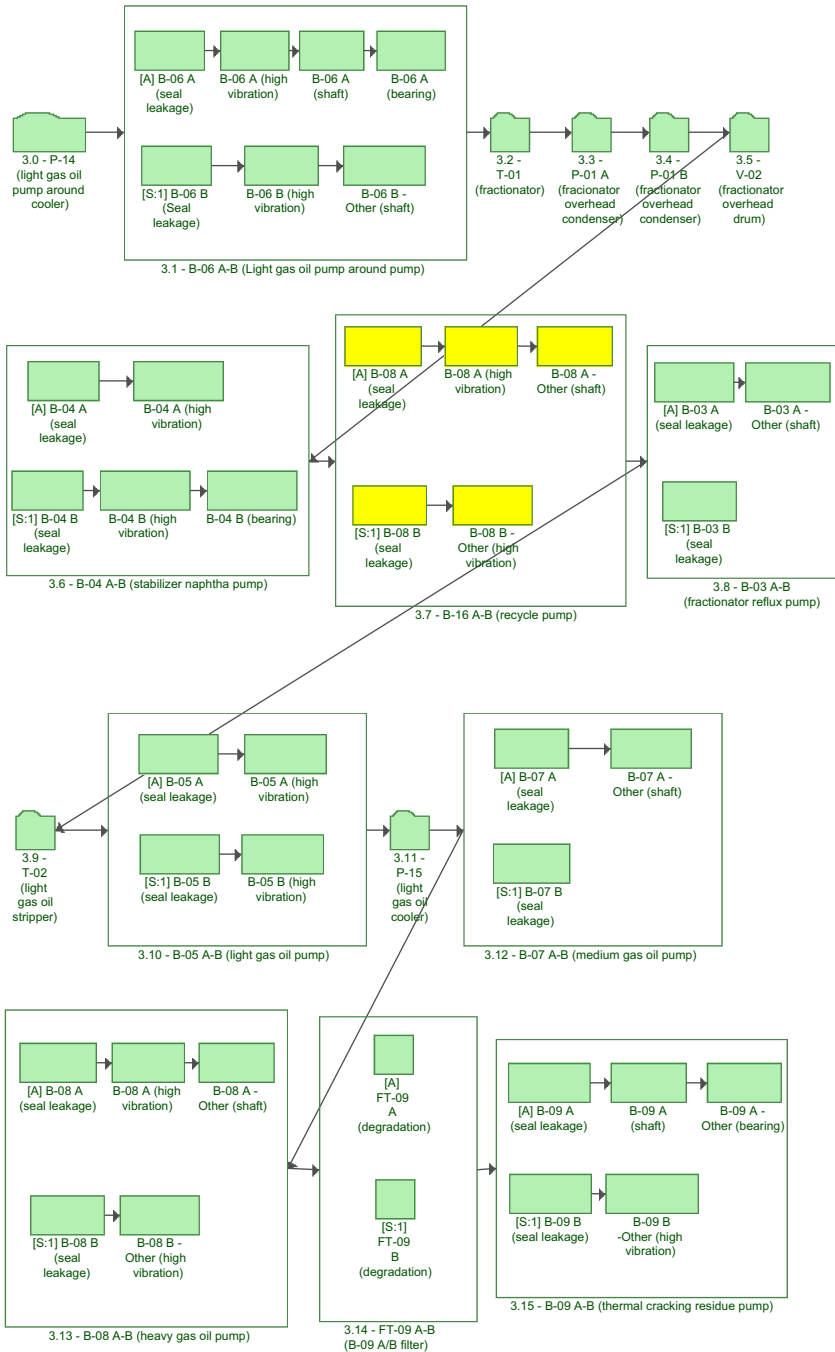 [A] B-06 A
(seal
leakage)
B-06 A (high
vibration)
B-06 A
(shaft)
B-06 A
(bearing)
3.0 - P-14
(light gas oil
pump around
cooler)
[S:1] B-06 B
(Seal
leakage)
B-06 B (high
vibration)
B-06 B -
Other (shaft)
3.1 - B-06 A-B (Light gas oil pump around pump)
3.2 -
T-01
(fractionator)
3.3 -
P-01 A
(fracionator
overhead
condenser)
3.4 -
P-01 B
(fractionator
overhead
condenser)
3.5 -
V-02
(fractionator
overhead
drum)
[A] B-04 A
(seal
leakage)
B-04 A (high
vibration)
[S:1] B-04 B
(seal
leakage)
B-04 B (high
vibration)
B-04 B (bearing)
3.6 - B-04 A-B (stabilizer naphtha pump)
[A] B-08 A
(seal
leakage)
B-08 A (high
vibration)
B-08 A -
Other (shaft)
[S:1] B-08 B
(seal
leakage)
B-08 B -
Other (high
vibration)
3.7 - B-16 A-B (recycle pump)
[A] B-03 A
(seal leakage)
B-03 A -
Other (shaft)
[S:1] B-03 B
(seal
leakage)
3.8 - B-03 A-B
(fractionator reflux pump)
3.9 -
T-02
(light
gas oil
stripper)
[A] B-05 A
(seal leakage)
B-05 A (high
vibration)
[S:1] B-05 B
(seal leakage)
B-05 B (high
vibration)
3.10 - B-05 A-B (light gas oil pump)
3.11 -
P-15
(light
gas oil
cooler)
[A] B-07 A
(seal
leakage)
B-07 A -
Other (shaft)
[S:1] B-07 B
(seal
leakage)
3.12 - B-07 A-B (medium gas oil pump)
[A] B-08 A
(seal leakage)
B-08 A (high
vibration)
B-08 A -
Other (shaft)
[S:1] B-08 B
(seal
leakage)
B-08 B -
Other (high
vibration)
3.13 - B-08 A-B (heavy gas oil pump)
[A]
FT-09
A
(degradation)
[S:1]
FT-09
B
(degradation)
3.14 - FT-09 A-B
(B-09 A/B filter)
[A] B-09 A
(seal leakage)
B-09 A
(shaft)
B-09 A -
Other (bearing)
[S:1] B-09 B
(seal leakage)
B-09 B
-Other (high
vibration)
3.15 - B-09 A-B (thermal cracking residue pump)